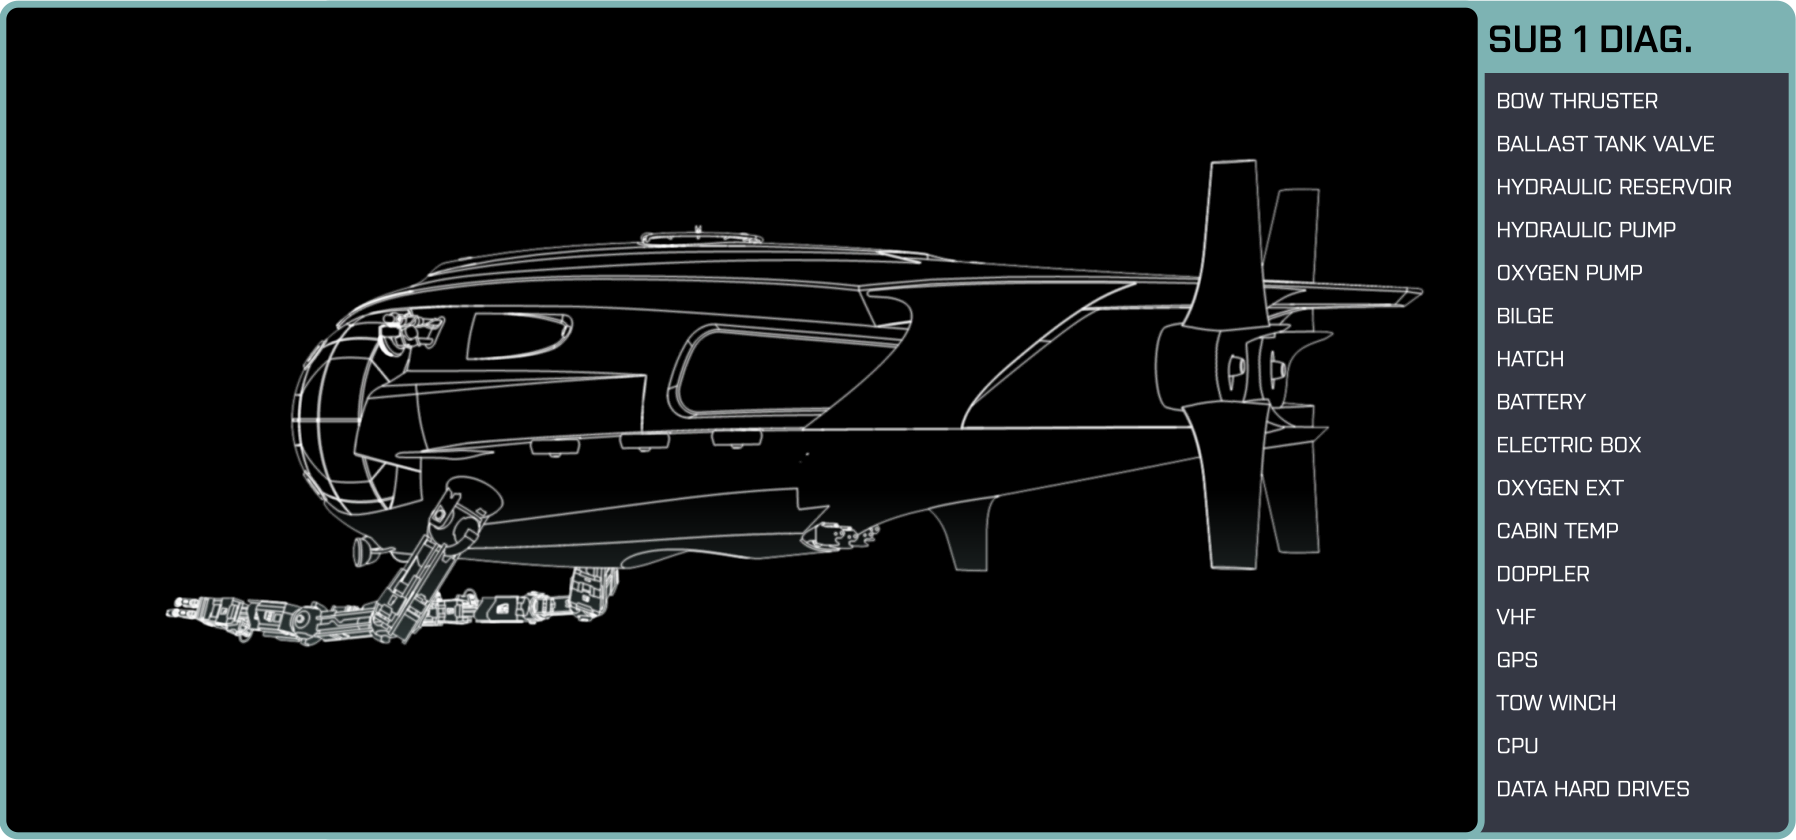 SUB 1 DIAG.
BOW THRUSTER
BALLAST TANK VALVE
HYDRAULIC RESERVOIR
HYDRAULIC PUMP
OXYGEN PUMP
BILGE
HATCH
BATTERY
ELECTRIC BOX
OXYGEN EXT
CABIN TEMP
DOPPLER
VHF
GPS
TOW WINCH
CPU
DATA HARD DRIVES